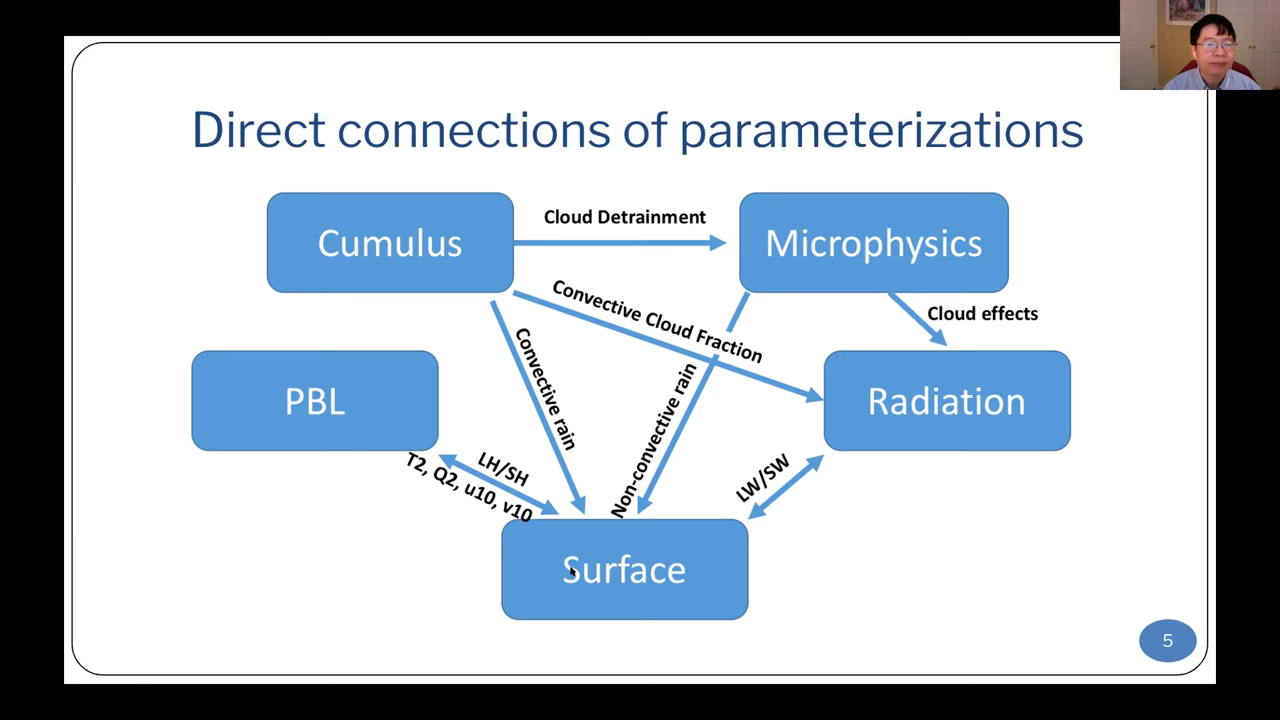 Direct connections of parameterizations
Cumulus
Cloud Detrainment
Microphysics
Convective Cloud Fraction
Cloud effects
Convective rain
Non-convective rain
PBL
Radiation
LH/SH
T2, Q2, u10, v10
LW/SW
Surface
5